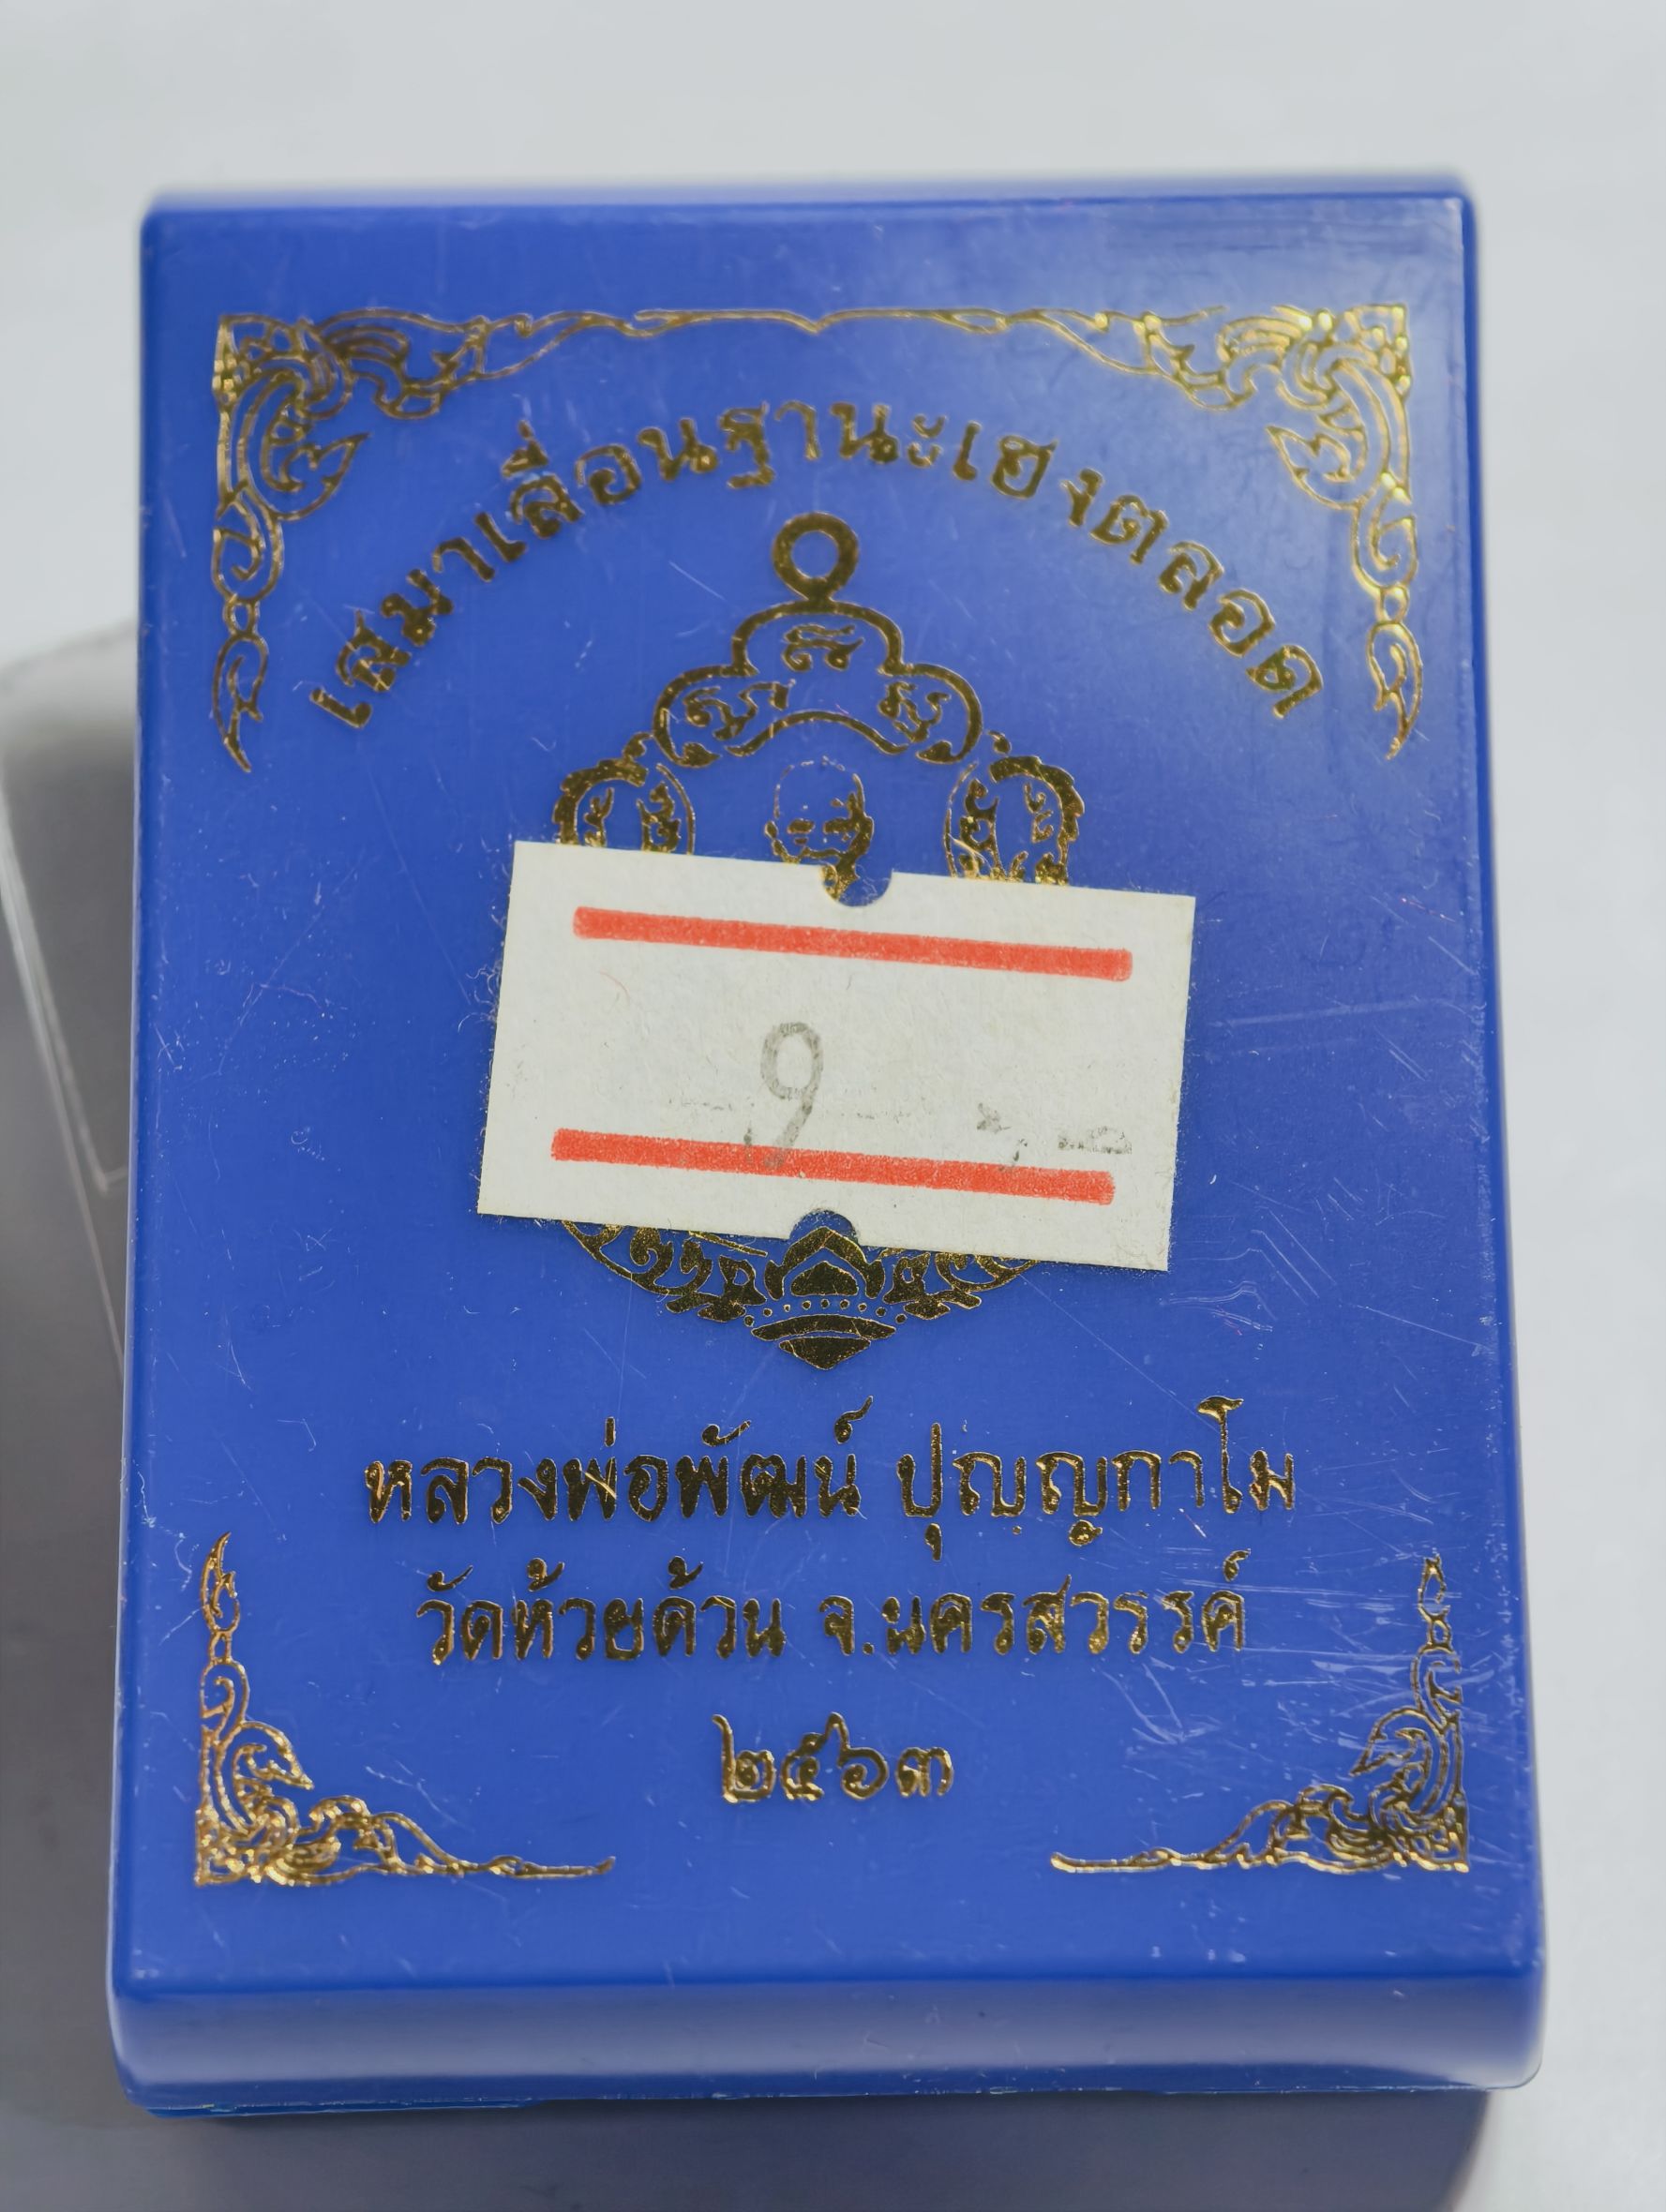 เสมาเลื่อนฐานะเฮงตลอด
9
หลวงพ่อพัฒน์ ปุญญกาโม
วัดห้วยด้วน จ.นครสวรรค์
๒๕๖๓